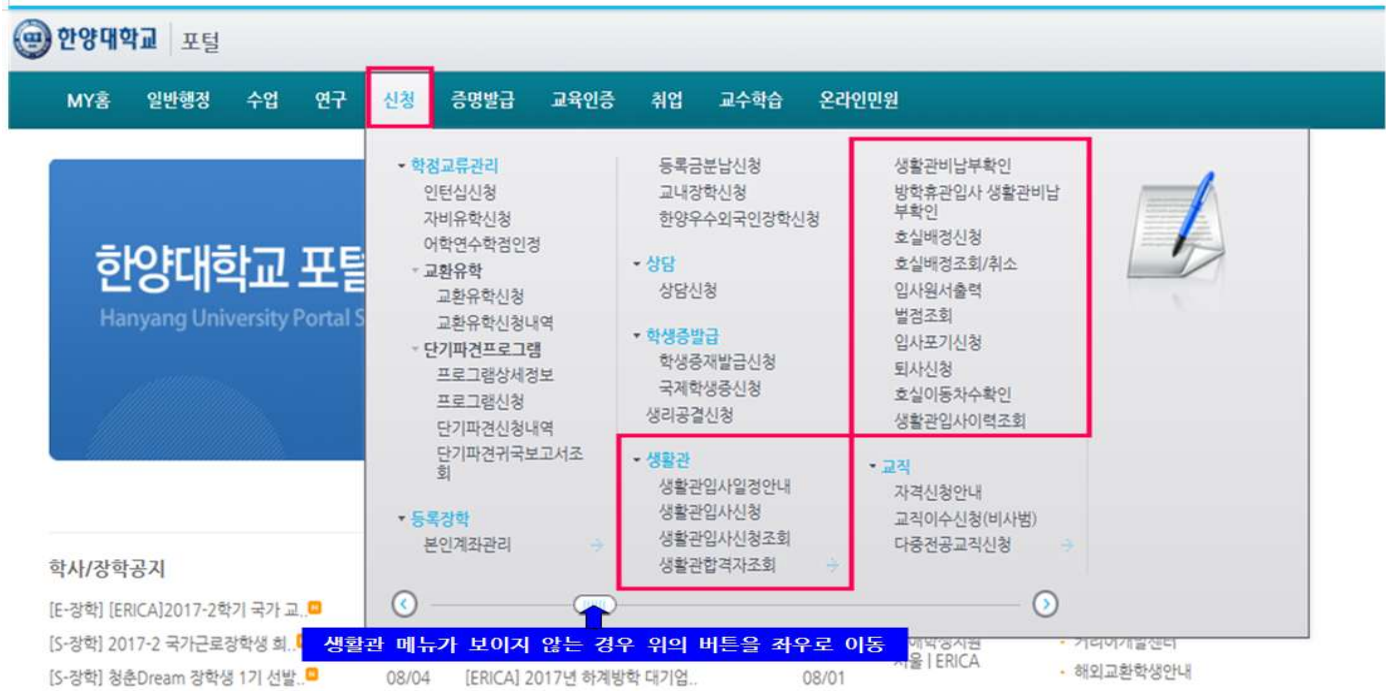 한양대학교 포털
MY홈 일반행정 수업 연구 신청 증명발급 교육인증 취업 교수학습 온라인민원
한양대학교 포털
Hanyang University Portal S
학점교류관리
인턴십신청
자비유학신청
어학연수학점인정
교환유학
교환유학신청
교환유학신청내역
단기파견프로그램
프로그램상세정보
프로그램신청
단기파견신청내역
단기파견귀국보고서조
회
등록장학
본인계좌관리
등록금분납신청
교내장학신청
한양우수외국인장학신청
상담
상담신청
학생증발급
학생증재발급신청
국제학생증신청
생리공결신청
생활관
생활관입사일정안내
생활관입사신청
생활관입사신청조회
생활관합격자조회
생활관비납부확인
방학휴관입사 생활관비납
부확인
호실배정신청
호실배정조회/취소
입사원서출력
벌점조회
입사포기신청
퇴사신청
호실이동차수확인
생활관입사이력조회
교직
자격신청안내
교직이수신청(비사범)
다중전공교직신청
생활관 메뉴가 보이지 않는 경우 위의 버튼을 좌우로 이동
학사/장학공지
[E-장학] [ERICA]2017-2학기 국가 교..
[S-장학] 2017-2 국가근로장학생 희..
[S-장학] 청춘Dream 장학생 1기 선발..
08/04 [ERICA] 2017년 하계방학 대기업.. 08/01
| ERICA
커리어개발센터
해외교환학생안내